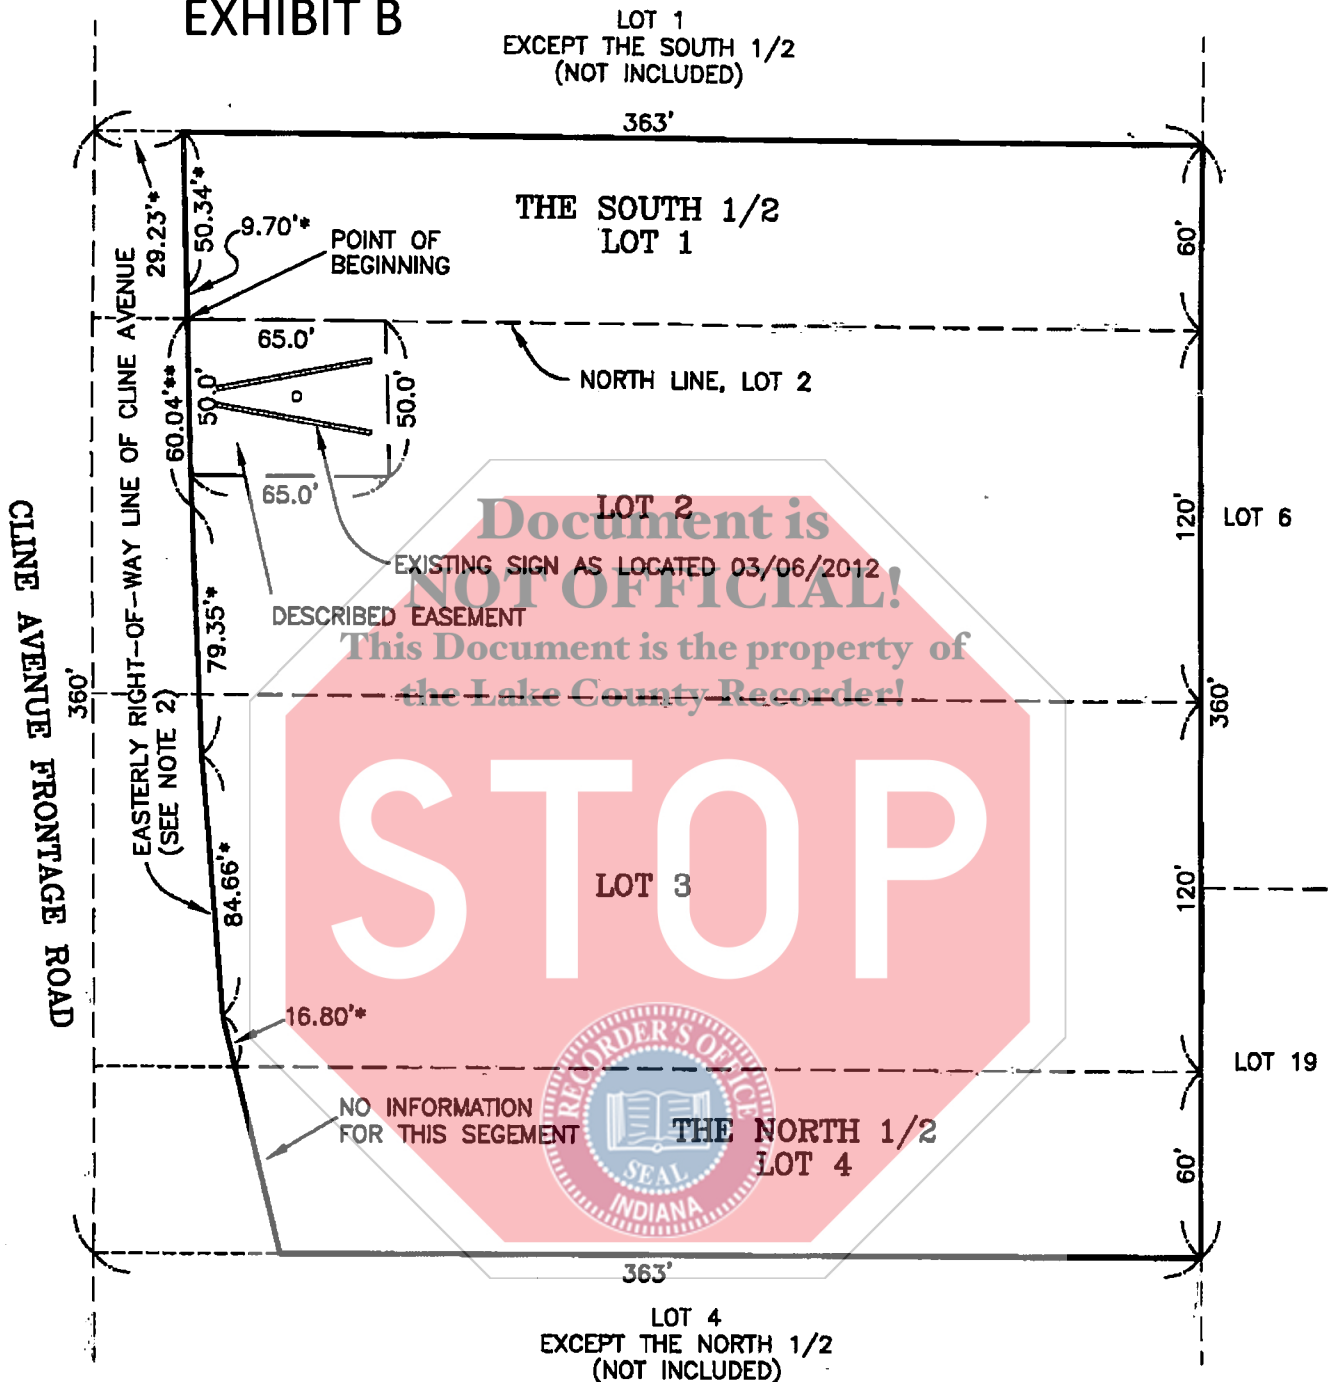 EXHIBIT B
LOT 1
EXCEPT THE SOUTH 1/2
(NOT INCLUDED)
363'
29.23'*
50.34'*
9.70'*
POINT OF
BEGINNING
THE SOUTH 1/2
LOT 1
60'
65.0'
NORTH LINE, LOT 2
60.04'**
50.0'
50.0'
65.0'
LOT 2
120'
LOT 6
EXISTING SIGN AS LOCATED 03/06/2012
DESCRIBED EASEMENT
Document is
NOT OFFICIAL!
This Document is the property of
the Lake County Recorder!
STOP
79.35'*
CLINE AVENUE FRONTAGE ROAD
360'
EASTERLY RIGHT-OF-WAY LINE OF CLINE AVENUE
(SEE NOTE 2)
360'
84.66'*
LOT 3
120'
16.80'*
LOT 19
NO INFORMATION
FOR THIS SEGEMENT
RECORDER'S OFFICE
SEAL
INDIANA
THE NORTH 1/2
LOT 4
60'
363'
LOT 4
EXCEPT THE NORTH 1/2
(NOT INCLUDED)